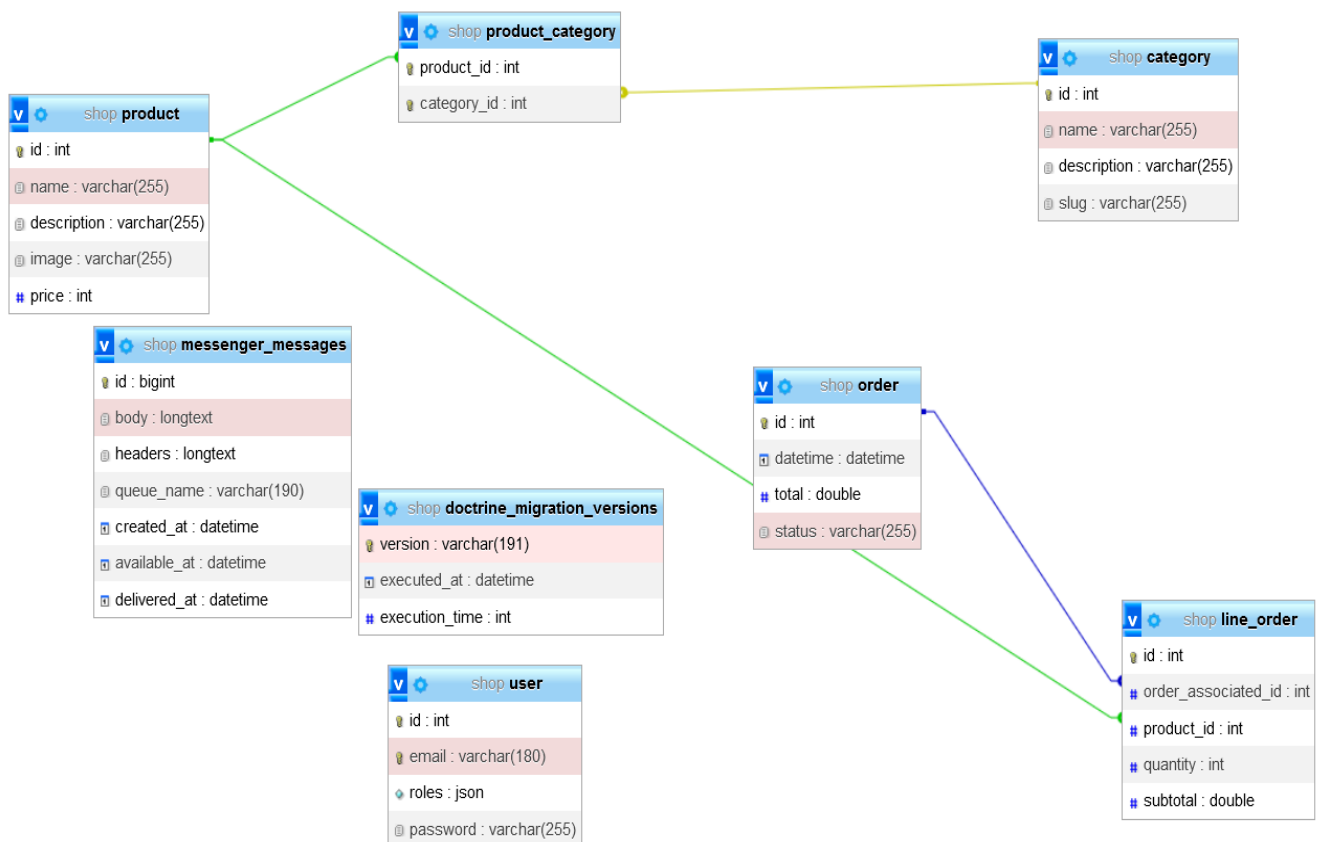 shop product_category
product_id : int
category_id : int
shop category
id : int
name : varchar(255)
description : varchar(255)
slug : varchar(255)
shop product
id : int
name : varchar(255)
description : varchar(255)
image : varchar(255)
price : int
shop messenger_messages
id : bigint
body : longtext
headers : longtext
queue_name : varchar(190)
created_at : datetime
available_at : datetime
delivered_at : datetime
shop order
id : int
datetime : datetime
total : double
status : varchar(255)
shop doctrine_migration_versions
version : varchar(191)
executed_at : datetime
execution_time : int
shop line_order
id : int
order_associated_id : int
product_id : int
quantity : int
subtotal : double
shop user
id : int
email : varchar(180)
roles : json
password : varchar(255)